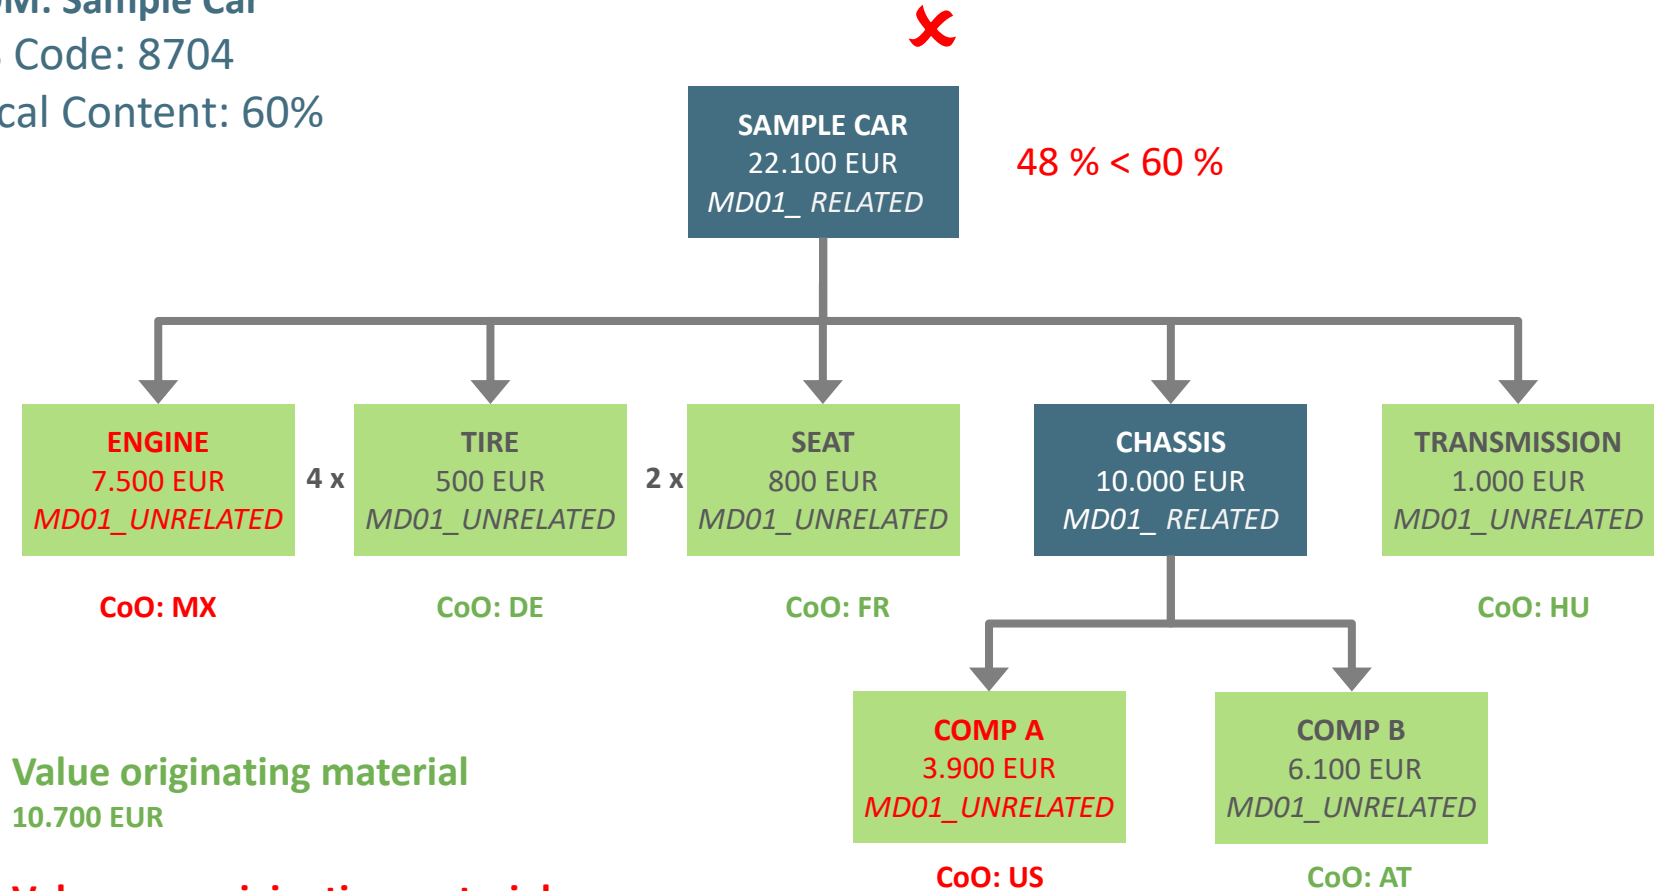 Sample Car
Code: 8704
Content: 60%
SAMPLE CAR
22.100 EUR
MD01_ RELATED
48 % < 60 %
ENGINE
7.500 EUR
MD01_UNRELATED
CoO: MX
4 x
TIRE
500 EUR
MD01_UNRELATED
CoO: DE
2 x
SEAT
800 EUR
MD01_UNRELATED
CoO: FR
CHASSIS
10.000 EUR
MD01_ RELATED
TRANSMISSION
1.000 EUR
MD01_UNRELATED
CoO: HU
COMP A
3.900 EUR
MD01_UNRELATED
CoO: US
COMP B
6.100 EUR
MD01_UNRELATED
CoO: AT
Value originating material
10.700 EUR